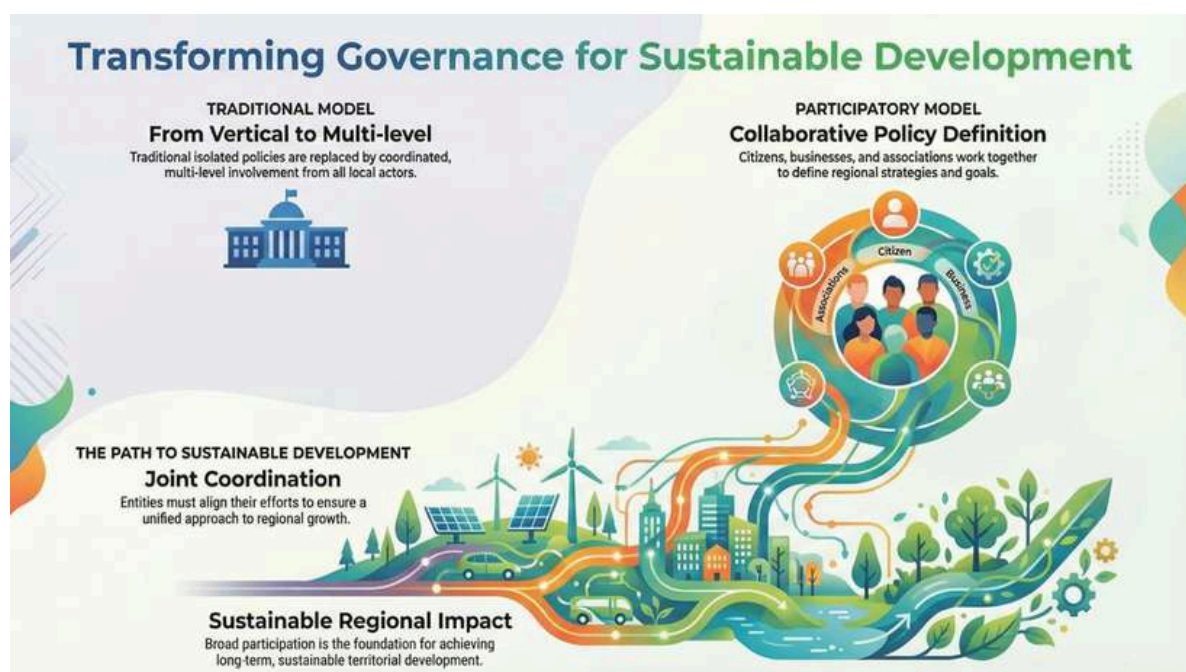 Transforming Governance for Sustainable Development
TRADITIONAL MODEL
From Vertical to Multi-level
Traditional isolated policies are replaced by coordinated,
multi-level involvement from all local actors.
PARTICIPATORY MODEL
Collaborative Policy Definition
Citizens, businesses, and associations work together
to define regional strategies and goals.
Associations
Citizen
Business
THE PATH TO SUSTAINABLE DEVELOPMENT
Joint Coordination
Entities must align their efforts to ensure a
unified approach to regional growth.
Sustainable Regional Impact
Broad participation is the foundation for achieving
long-term, sustainable territorial development.